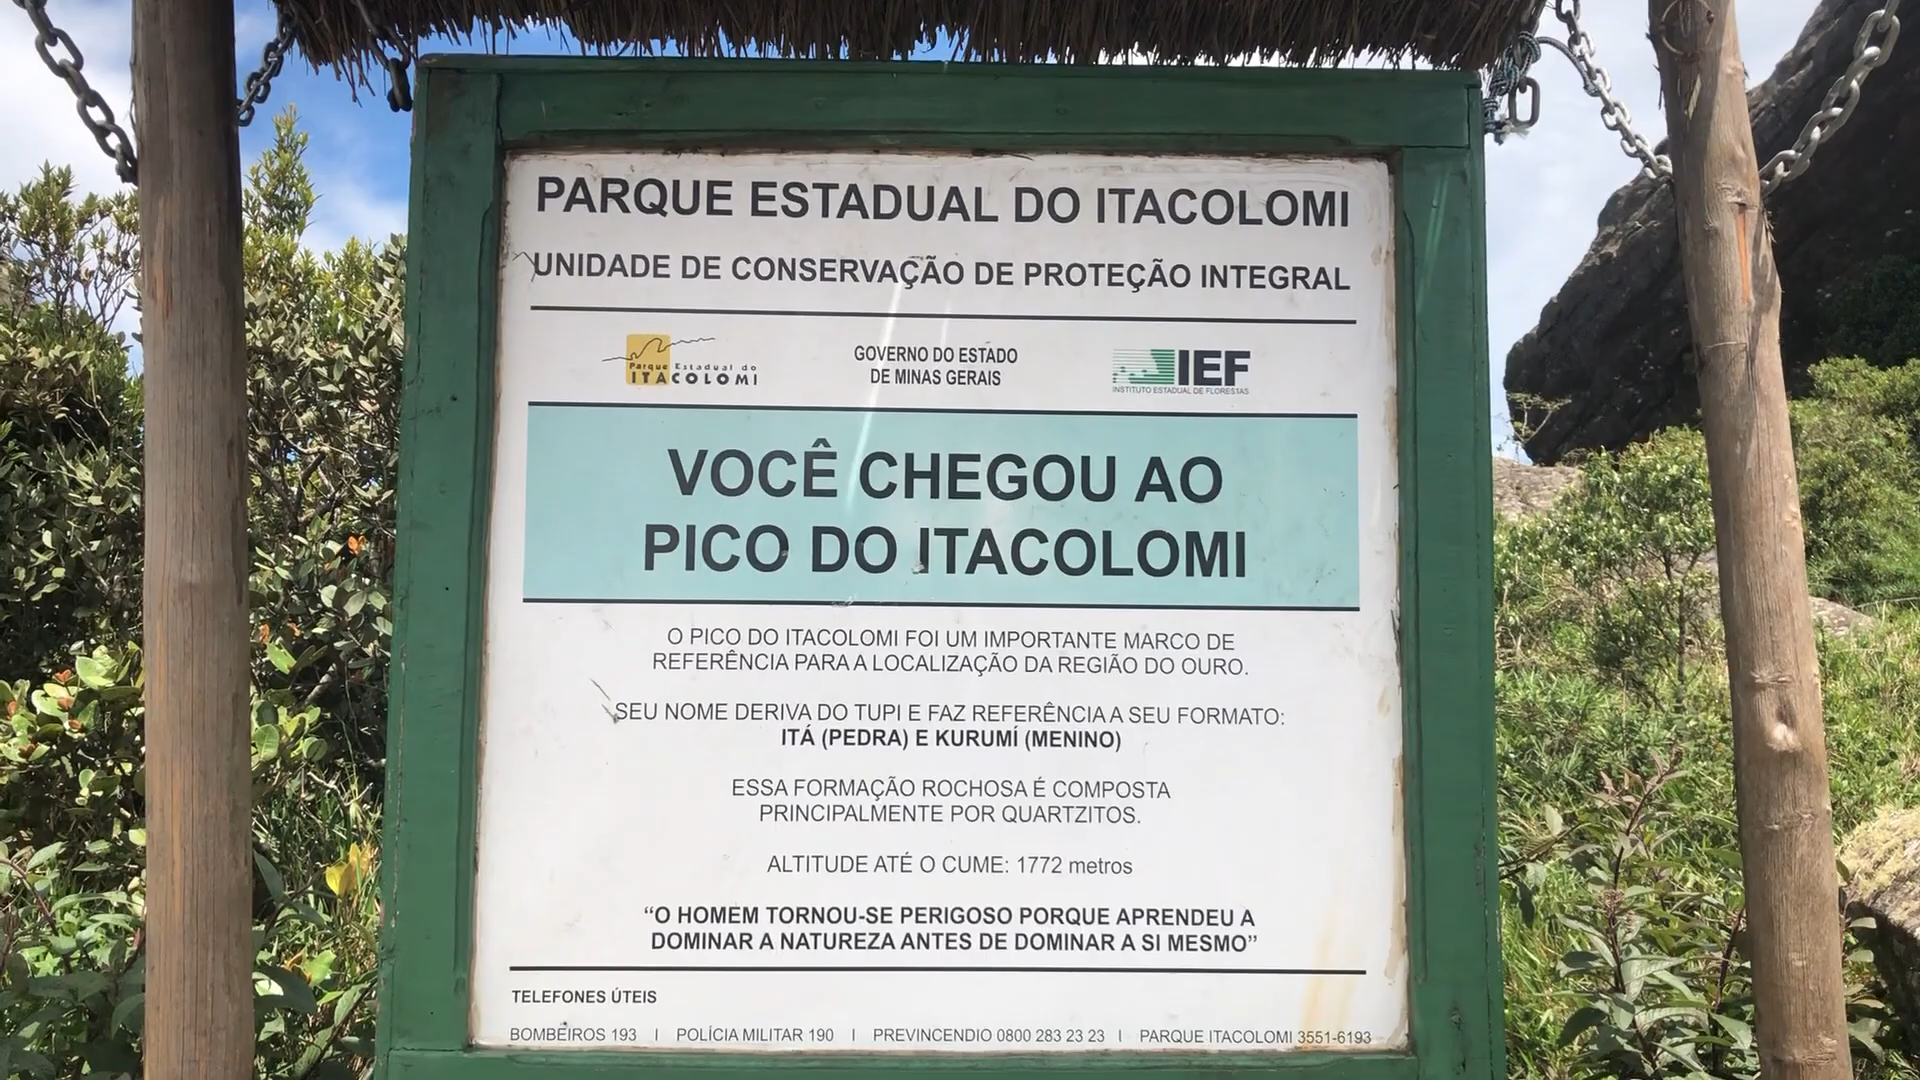 PARQUE ESTADUAL DO ITACOLOMI
UNIDADE DE CONSERVAÇÃO DE PROTEÇÃO INTEGRAL
Parque Estadual do
ITACOLOMI
GOVERNO DO ESTADO
DE MINAS GERAIS
IEF
INSTITUTO ESTADUAL DE FLORESTAS
VOCÊ CHEGOU AO
PICO DO ITACOLOMI
O PICO DO ITACOLOMI FOI UM IMPORTANTE MARCO DE
REFERÊNCIA PARA A LOCALIZAÇÃO DA REGIÃO DO OURO.
SEU NOME DERIVA DO TUPI E FAZ REFERÊNCIA A SEU FORMATO:
ITÁ (PEDRA) E KURUMÍ (MENINO)
ESSA FORMAÇÃO ROCHOSA É COMPOSTA
PRINCIPALMENTE POR QUARTZITOS.
ALTITUDE ATÉ O CUME: 1772 metros
“O HOMEM TORNOU-SE PERIGOSO PORQUE APRENDEU A
DOMINAR A NATUREZA ANTES DE DOMINAR A SI MESMO”
TELEFONES ÚTEIS
BOMBEIROS 193 I POLÍCIA MILITAR 190 I PREVINCENDIO 0800 283 23 23 I PARQUE ITACOLOMI 3551-6193